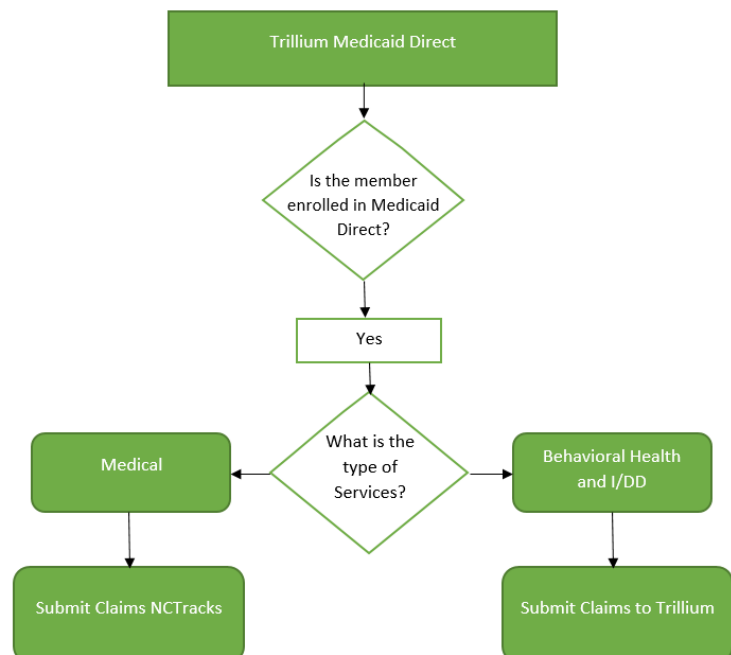 Trillium Medicaid Direct
Is the member
enrolled in Medicaid
Direct?
Yes
What is the
type of
Services?
Medical
Behavioral Health
and I/DD
Submit Claims NCTracks
Submit Claims to Trillium